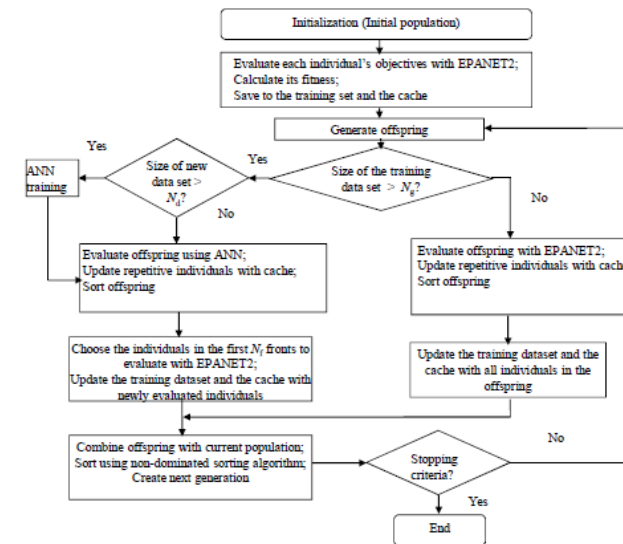 Initialization (Initial population)
Evaluate each individual's objectives with EPANET2;
Calculate its fitness;
Save to the training set and the cache
Generate offspring
Yes
Size of new
data set >
Nd?
Yes
Size of the training
data set > Ng?
ANN
training
No
No
Evaluate offspring using ANN;
Update repetitive individuals with cache;
Sort offspring
Evaluate offspring with EPANET2;
Update repetitive individuals with cach
Sort offspring
Choose the individuals in the first Nf fronts to
evaluate with EPANET2;
Update the training dataset and the cache with
newly evaluated individuals
Update the training dataset and the
cache with all individuals in the
offspring
Combine offspring with current population;
Sort using non-dominated sorting algorithm;
Create next generation
Stopping
criteria?
No
Yes
End